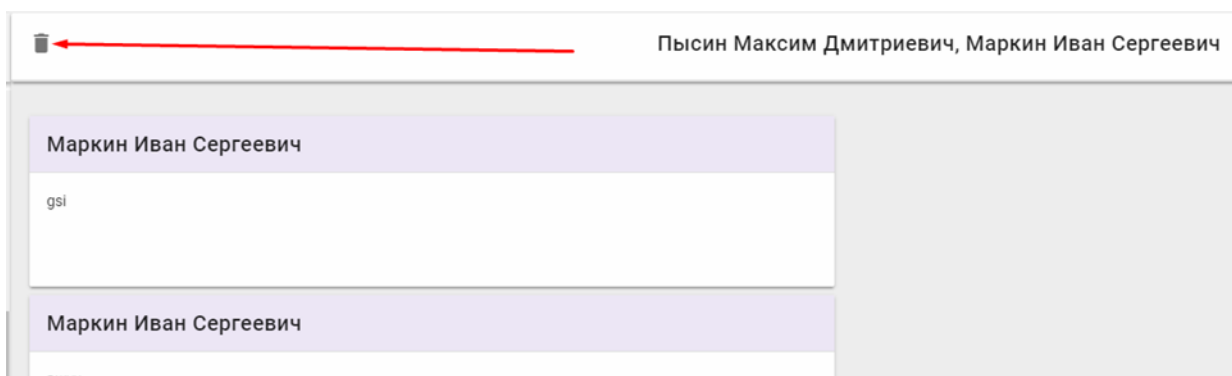 Пысин Максим Дмитриевич, Маркин Иван Сергеевич
Маркин Иван Сергеевич
gsi
Маркин Иван Сергеевич